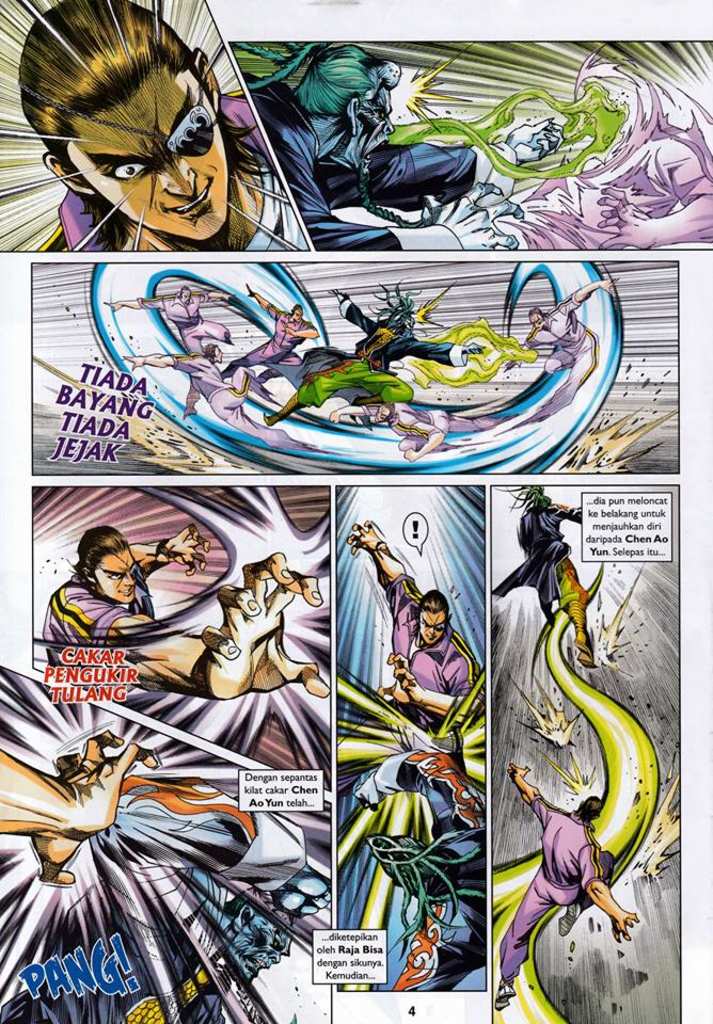 TIADA
BAYANG
TIADA
JEJAK
CAKAR
PENGUKIR
TULANG
Dengan sepantas
kilat cakar Chen
Ao Yun telah...
PANG!
!
...diketepikan
oleh Raja Bisa
dengan sikunya.
Kemudian...
...dia pun meloncat
ke belakang untuk
menjauhkan diri
daripada Chen Ao
Yun. Selepas itu...
4